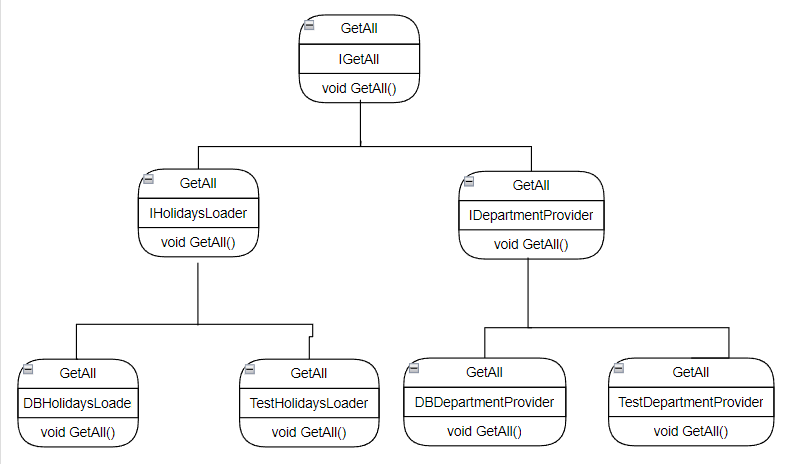 GetAll
IGetAll
void GetAll()
GetAll
IHolidaysLoader
void GetAll()
GetAll
IDepartmentProvider
void GetAll()
GetAll
DBHolidaysLoade
void GetAll()
GetAll
TestHolidaysLoader
void GetAll()
GetAll
DBDepartmentProvider
void GetAll()
GetAll
TestDepartmentProvider
void GetAll()